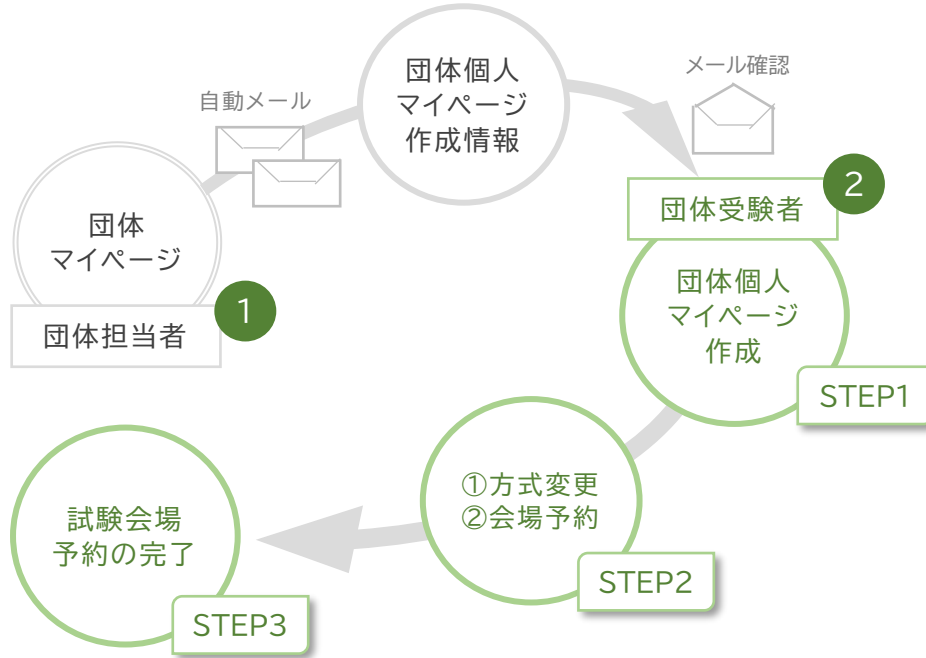 団体個人
マイページ
作成情報
自動メール
メール確認
団体
マイページ
団体担当者
1
団体受験者
2
団体個人
マイページ
作成
STEP1
①方式変更
②会場予約
STEP2
試験会場
予約の完了
STEP3